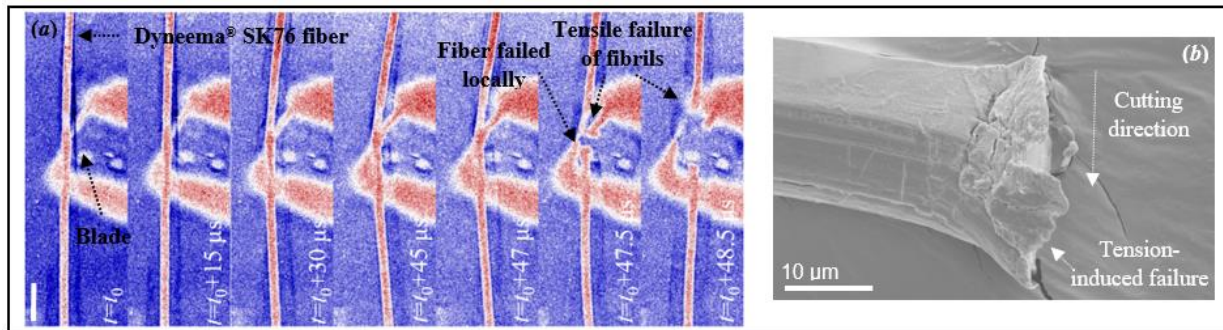 (a)
Dyneema® SK76 fiber
Fiber failed
locally
Tensile failure
of fibrils
Blade
t=t₀
t=t₀+15 μs
t=t₀+30 μs
t=t₀+45 μs
t=t₀+47 μs
t=t₀+47.5 μs
t=t₀+48.5 μs
(b)
Cutting
direction
Tension-
induced failure
10 μm